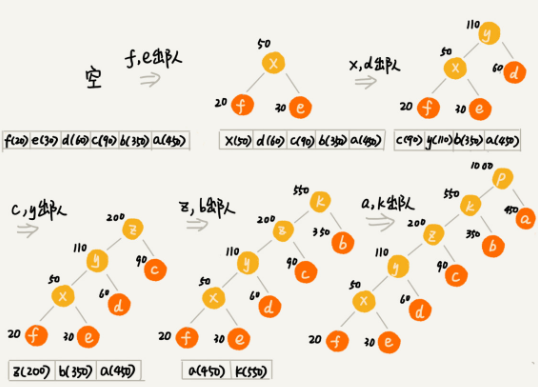 空
f,e出队
50
x
20 f
30 e
x,d出队
110
y
50
x
60 d
20 f
30 e
f(20) e(30) d(60) c(90) b(350) a(450)
x(50) d(60) c(90) b(350) a(450)
c(90) y(110) b(350) a(450)
c,y出队
200
z
110
y
90 c
50
x
60 d
20 f
30 e
z(200) b(350) a(450)
z,b出队
550
k
200
z
350 b
110
y
90 c
50
x
60 d
20 f
30 e
a(450) k(550)
a,k出队
1000
p
550
k
450 a
200
z
350 b
110
y
90 c
50
x
60 d
20 f
30 e